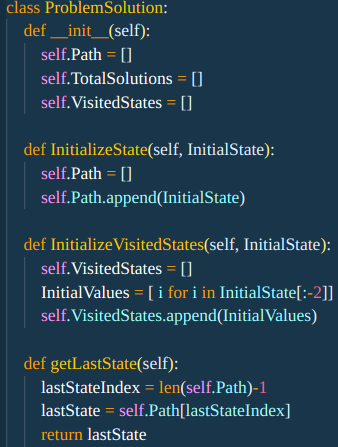 class ProblemSolution:
    def __init__(self):
        self.Path = []
        self.TotalSolutions = []
        self.VisitedStates = []

    def InitializeState(self, InitialState):
        self.Path = []
        self.Path.append(InitialState)

    def InitializeVisitedStates(self, InitialState):
        self.VisitedStates = []
        InitialValues = [ i for i in InitialState[:-2]]
        self.VisitedStates.append(InitialValues)

    def getLastState(self):
        lastStateIndex = len(self.Path)-1
        lastState = self.Path[lastStateIndex]
        return lastState